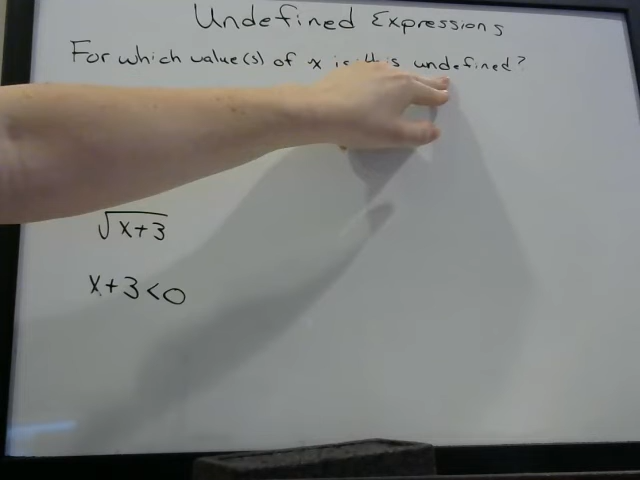 Undefined Expressions
For which value(s) of x is this undefined?
√x+3
x+3<0